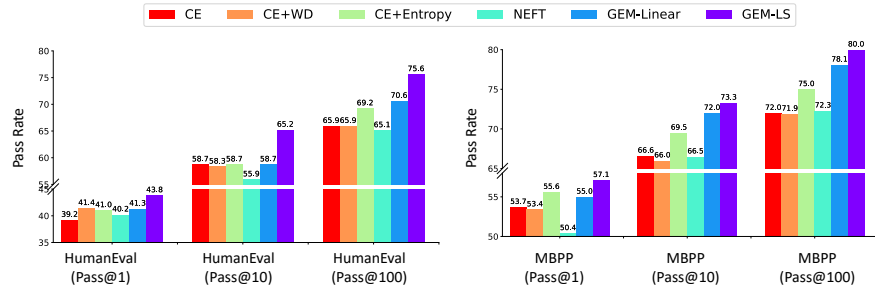 CE CE+WD CE+Entropy NEFT GEM-Linear GEM-LS
Pass Rate
80
75
70
65
60
55
45
40
35
39.2 41.4 41.0 40.2 41.3 43.8
58.7 58.3 58.7 55.9 58.7 65.2
65.9 65.9 69.2 65.1 70.6 75.6
HumanEval HumanEval HumanEval
(Pass@1) (Pass@10) (Pass@100)
Pass Rate
80
75
70
65
55
50
53.7 53.4 55.6 50.4 55.0 57.1
66.6 66.0 69.5 66.5 72.0 73.3
72.0 71.9 75.0 72.3 78.1 80.0
MBPP MBPP MBPP
(Pass@1) (Pass@10) (Pass@100)